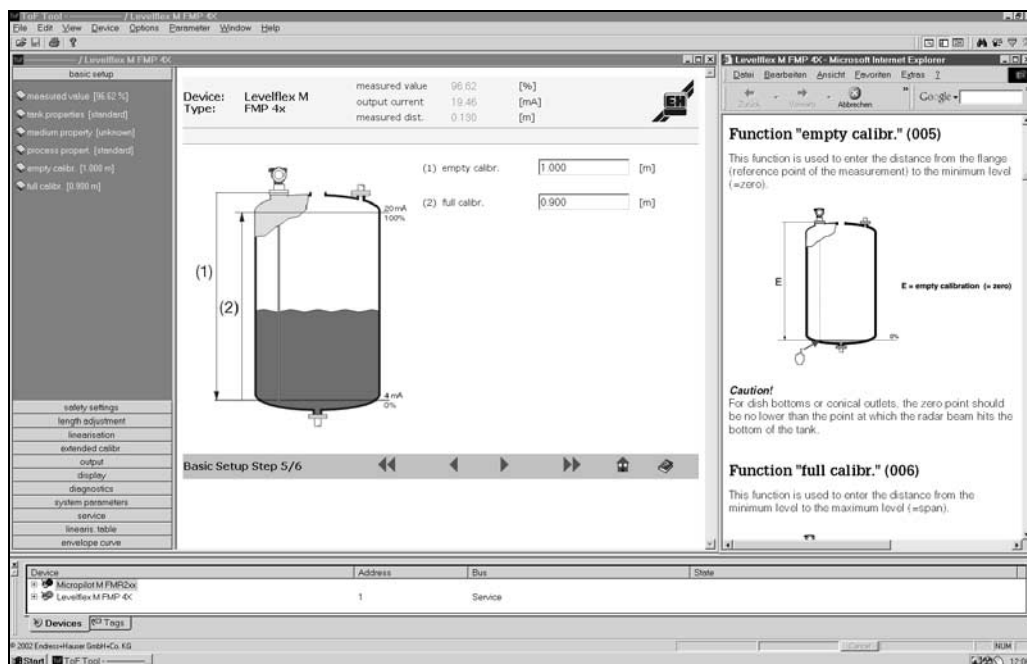 ToF Tool - / Levelflex M FMP 4X
File Edit View Device Options Parameter Window Help
/ Levelflex M FMP 4X
basic setup
measured value [96.62 %]
tank properties [standard]
medium property [unknown]
process propert. [standard]
empty calibr. [1.000 m]
full calibr. [0.900 m]
safety settings
length adjustment
linearisation
extended calibr
output
display
diagnostics
system parameters
service
linearis. table
envelope curve
Device: Levelflex M
Type: FMP 4x
measured value 96.62 [%]
output current 19.46 [mA]
measured dist. 0.130 [m]
EH
(1) empty calibr. 1.000 [m]
(2) full calibr. 0.900 [m]
20 mA
100%
(1)
(2)
4 mA
0%
Basic Setup Step 5/6
Levelflex M FMP 4X - Microsoft Internet Explorer
Datei Bearbeiten Ansicht Favoriten Extras ?
Zurück Vorwärts Abbrechen
Google
Function "empty calibr." (005)
This function is used to enter the distance from the flange
(reference point of the measurement) to the minimum level
(=zero).
E
E = empty calibration (= zero)
0%
Caution!
For dish bottoms or conical outlets, the zero point should
be no lower than the point at which the radar beam hits the
bottom of the tank.
Function "full calibr." (006)
This function is used to enter the distance from the
minimum level to the maximum level (=span).
Device Address Bus State
Micropilot M FMR2xx
Levelflex M FMP 4X 1 Service
Devices Tags
© 2002 Endress+Hauser GmbH+Co. KG
Cancel
NUM
Start ToF Tool -